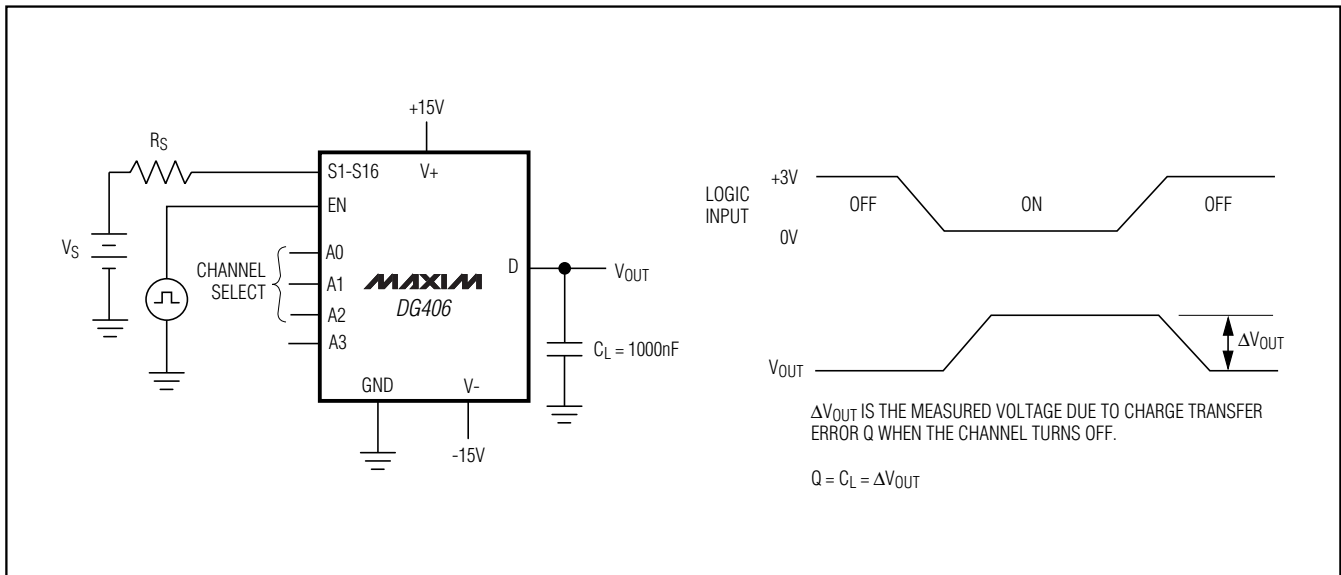 +15V
RS
S1-S16
V+
EN
VS
CHANNEL
SELECT
A0
A1
A2
A3
MAXIM
DG406
D
VOUT
CL = 1000nF
GND
V-
-15V
LOGIC
INPUT
+3V
0V
OFF
ON
OFF
VOUT
ΔVOUT
ΔVOUT IS THE MEASURED VOLTAGE DUE TO CHARGE TRANSFER
ERROR Q WHEN THE CHANNEL TURNS OFF.
Q = CL = ΔVOUT